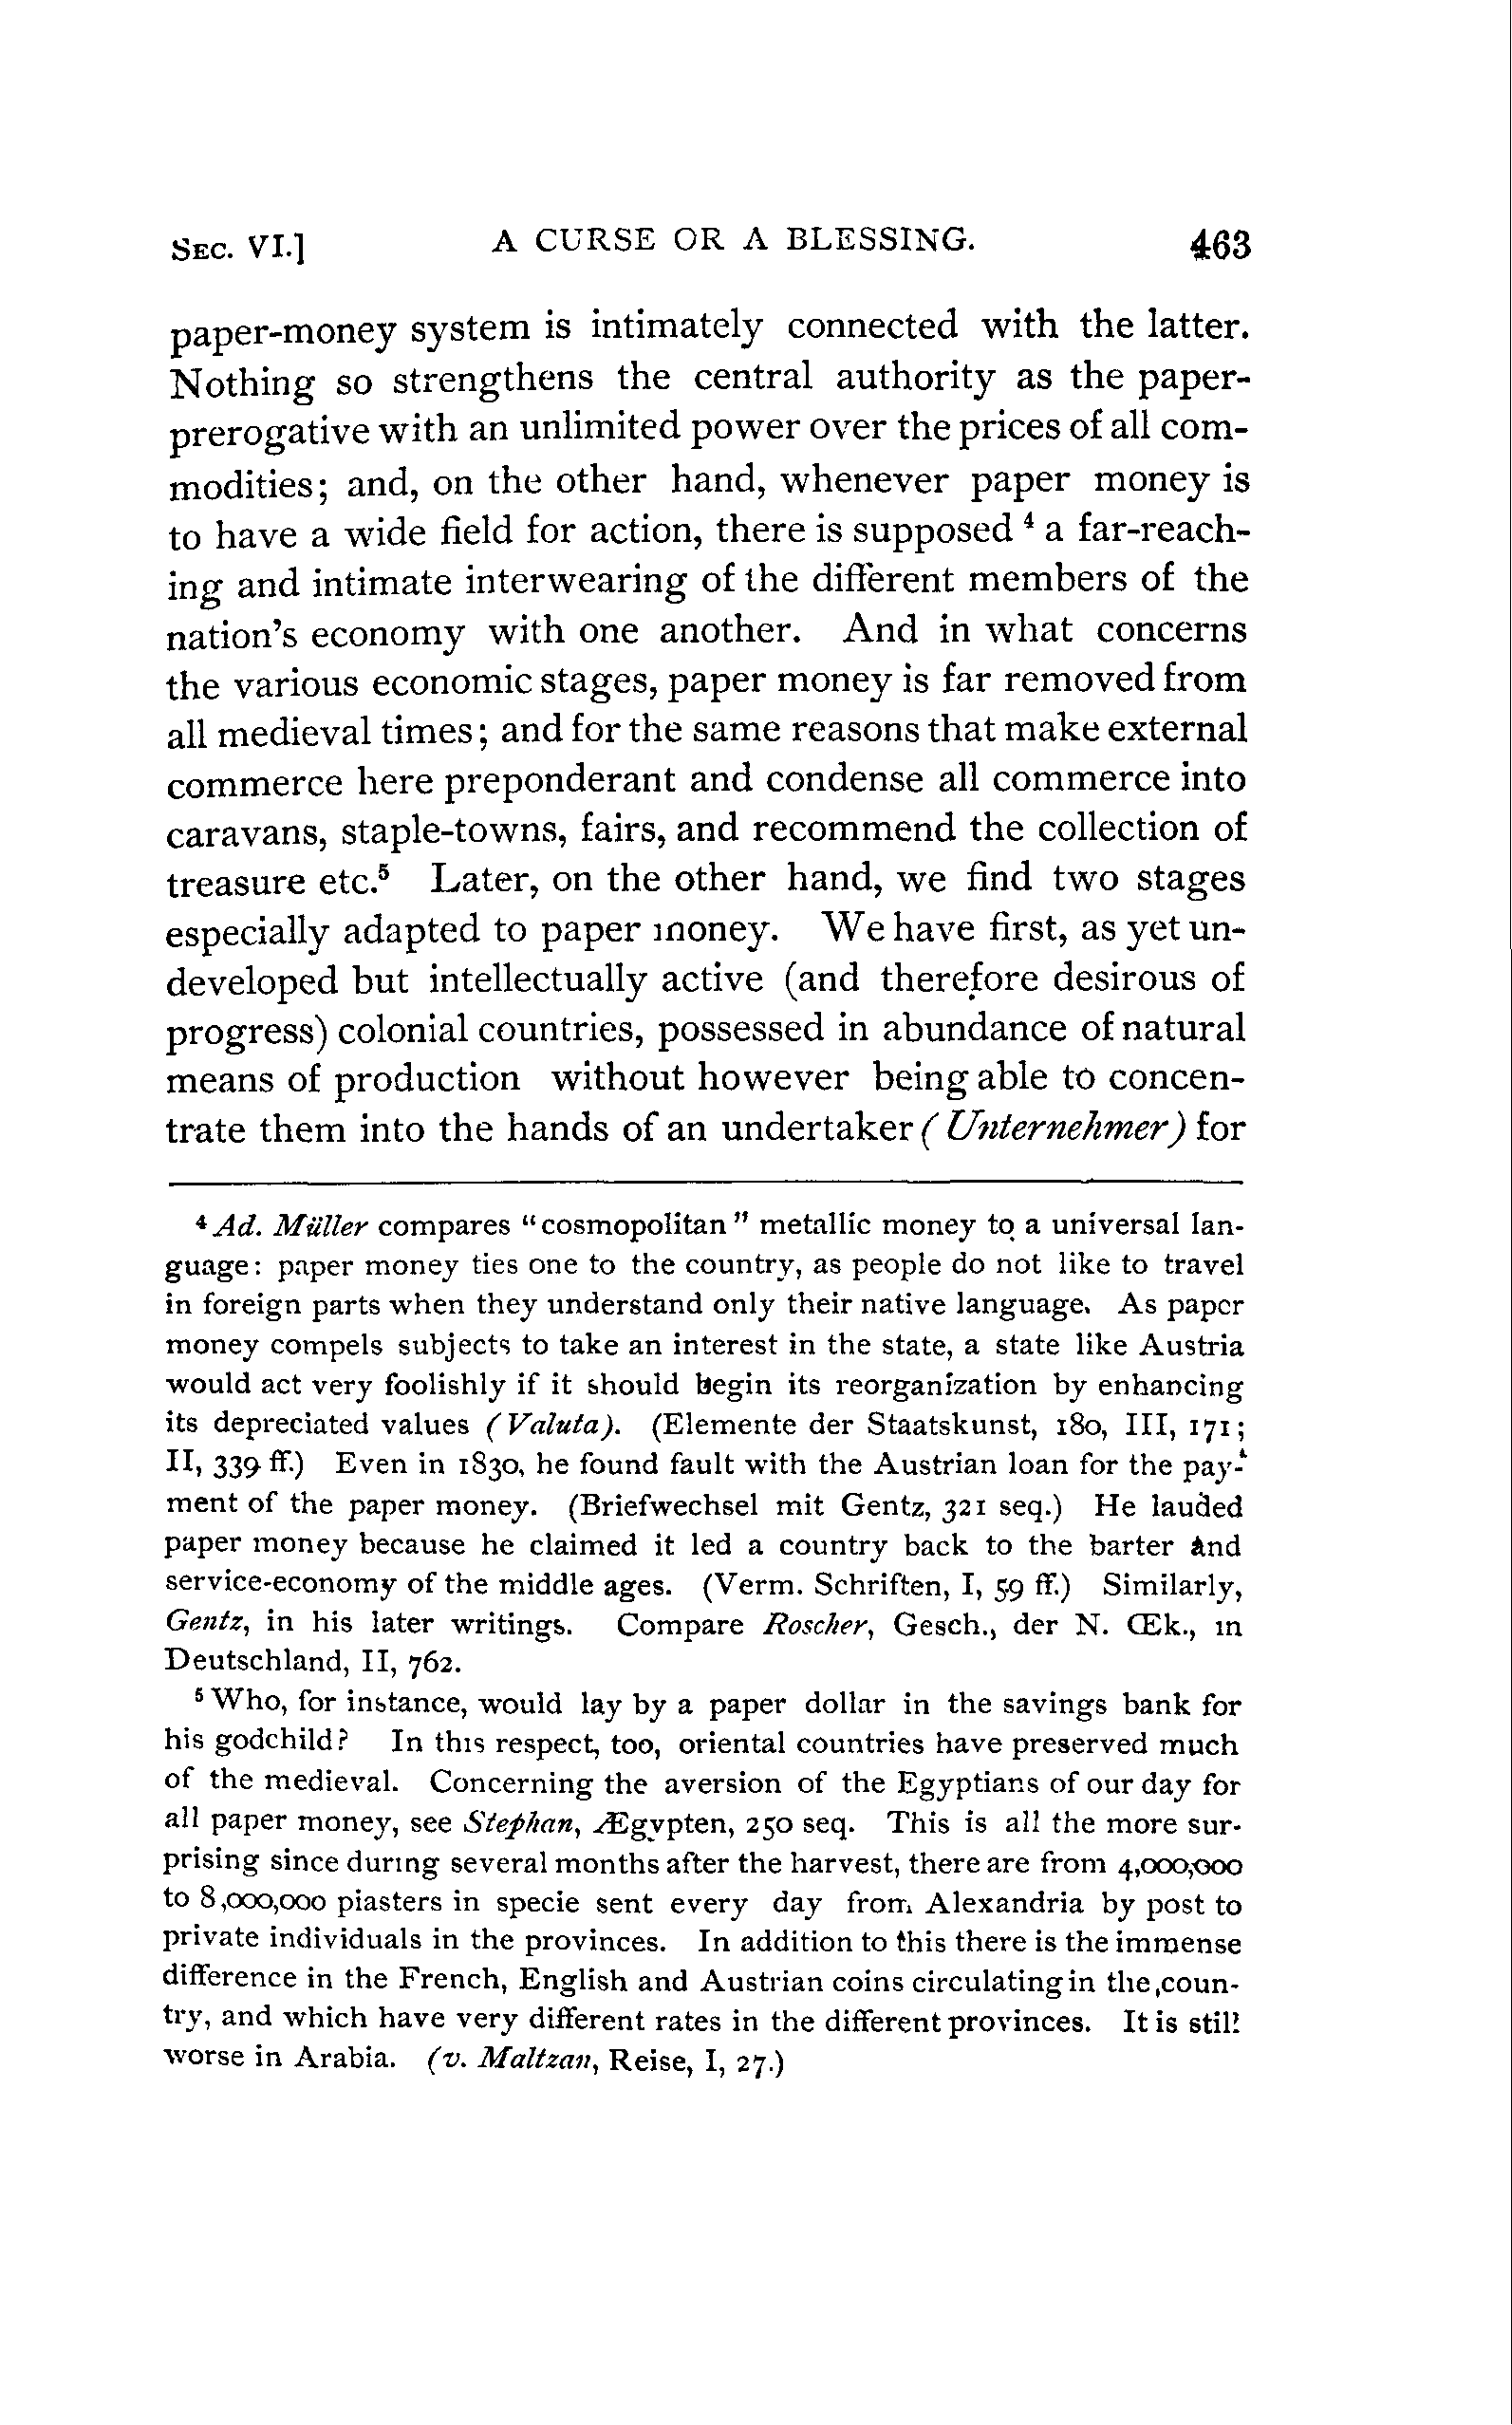 SEC. VI.] A CURSE OR A BLESSING. 463
paper-money system is intimately connected with the latter.
Nothing so strengthens the central authority as the paper-
prerogative with an unlimited power over the prices of all com-
modities; and, on the other hand, whenever paper money is
to have a wide field for action, there is supposed ⁴ a far-reach-
ing and intimate interwearing of the different members of the
nation's economy with one another. And in what concerns
the various economic stages, paper money is far removed from
all medieval times; and for the same reasons that make external
commerce here preponderant and condense all commerce into
caravans, staple-towns, fairs, and recommend the collection of
treasure etc.⁵ Later, on the other hand, we find two stages
especially adapted to paper money. We have first, as yet un-
developed but intellectually active (and therefore desirous of
progress) colonial countries, possessed in abundance of natural
means of production without however being able to concen-
trate them into the hands of an undertaker (Unternehmer) for
⁴ Ad. Müller compares "cosmopolitan" metallic money to a universal lan-
guage: paper money ties one to the country, as people do not like to travel
in foreign parts when they understand only their native language. As paper
money compels subjects to take an interest in the state, a state like Austria
would act very foolishly if it should begin its reorganization by enhancing
its depreciated values (Valuta). (Elemente der Staatskunst, 180, III, 171;
II, 339 ff.) Even in 1830, he found fault with the Austrian loan for the pay-
ment of the paper money. (Briefwechsel mit Gentz, 321 seq.) He lauded
paper money because he claimed it led a country back to the barter and
service-economy of the middle ages. (Verm. Schriften, I, 59 ff.) Similarly,
Gentz, in his later writings. Compare Roscher, Gesch., der N. Œk., in
Deutschland, II, 762.
⁵ Who, for instance, would lay by a paper dollar in the savings bank for
his godchild? In this respect, too, oriental countries have preserved much
of the medieval. Concerning the aversion of the Egyptians of our day for
all paper money, see Stephan, Ægypten, 250 seq. This is all the more sur-
prising since during several months after the harvest, there are from 4,000,000
to 8,000,000 piasters in specie sent every day from Alexandria by post to
private individuals in the provinces. In addition to this there is the immense
difference in the French, English and Austrian coins circulating in the coun-
try, and which have very different rates in the different provinces. It is still
worse in Arabia. (v. Maltzan, Reise, I, 27.)